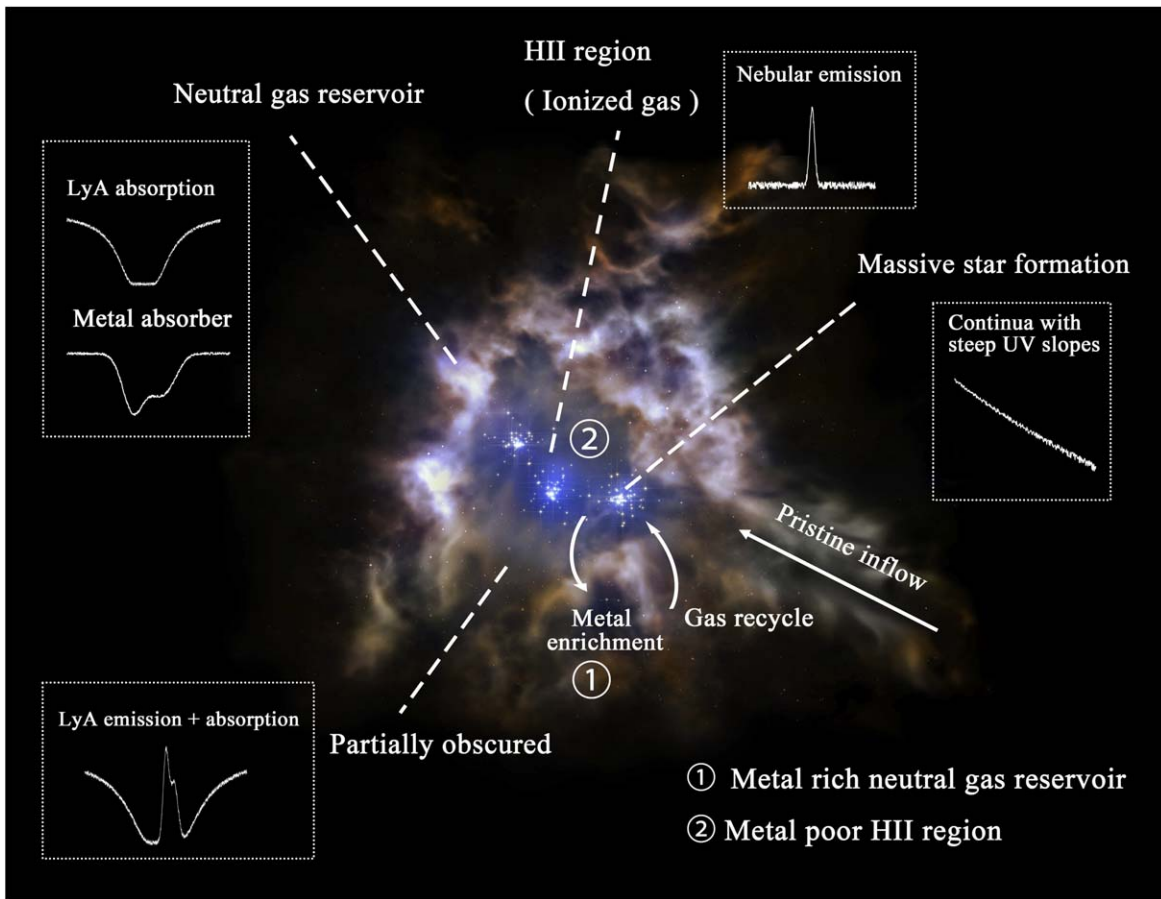 HII region
( Ionized gas )
Neutral gas reservoir
Nebular emission
LyA absorption
Metal absorber
Massive star formation
Continua with
steep UV slopes
②
Pristine inflow
Metal
enrichment
①
Gas recycle
LyA emission + absorption
Partially obscured
① Metal rich neutral gas reservoir
② Metal poor HII region